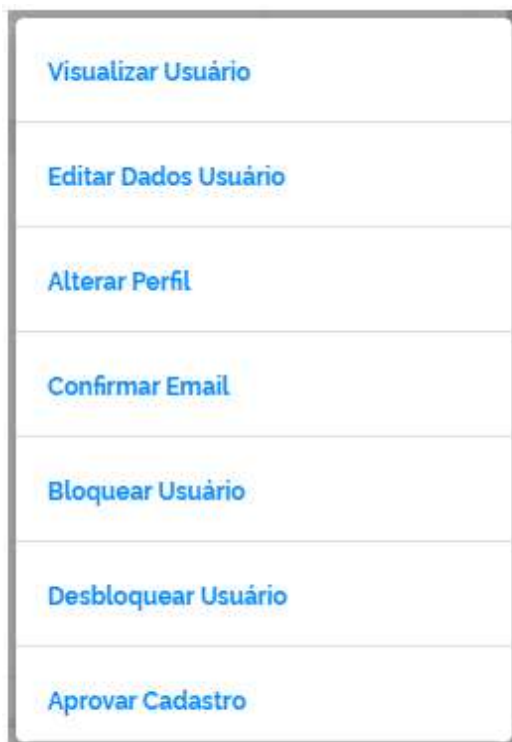 Visualizar Usuário
Editar Dados Usuário
Alterar Perfil
Confirmar Email
Bloquear Usuário
Desbloquear Usuário
Aprovar Cadastro